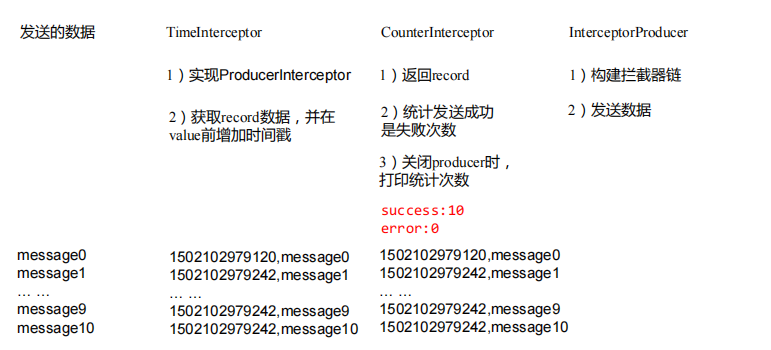 发送的数据
TimeInterceptor
CounterInterceptor
InterceptorProducer
1）实现ProducerInterceptor
2）获取record数据，并在
value前增加时间戳
1）返回record
2）统计发送成功
是失败次数
3）关闭producer时，
打印统计次数
success:10
error:0
1）构建拦截器链
2）发送数据
message0
1502102979120,message0
1502102979120,message0
message1
1502102979242,message1
1502102979242,message1
… …
… …
… …
message9
1502102979242,message9
1502102979242,message9
message10
1502102979242,message10
1502102979242,message10